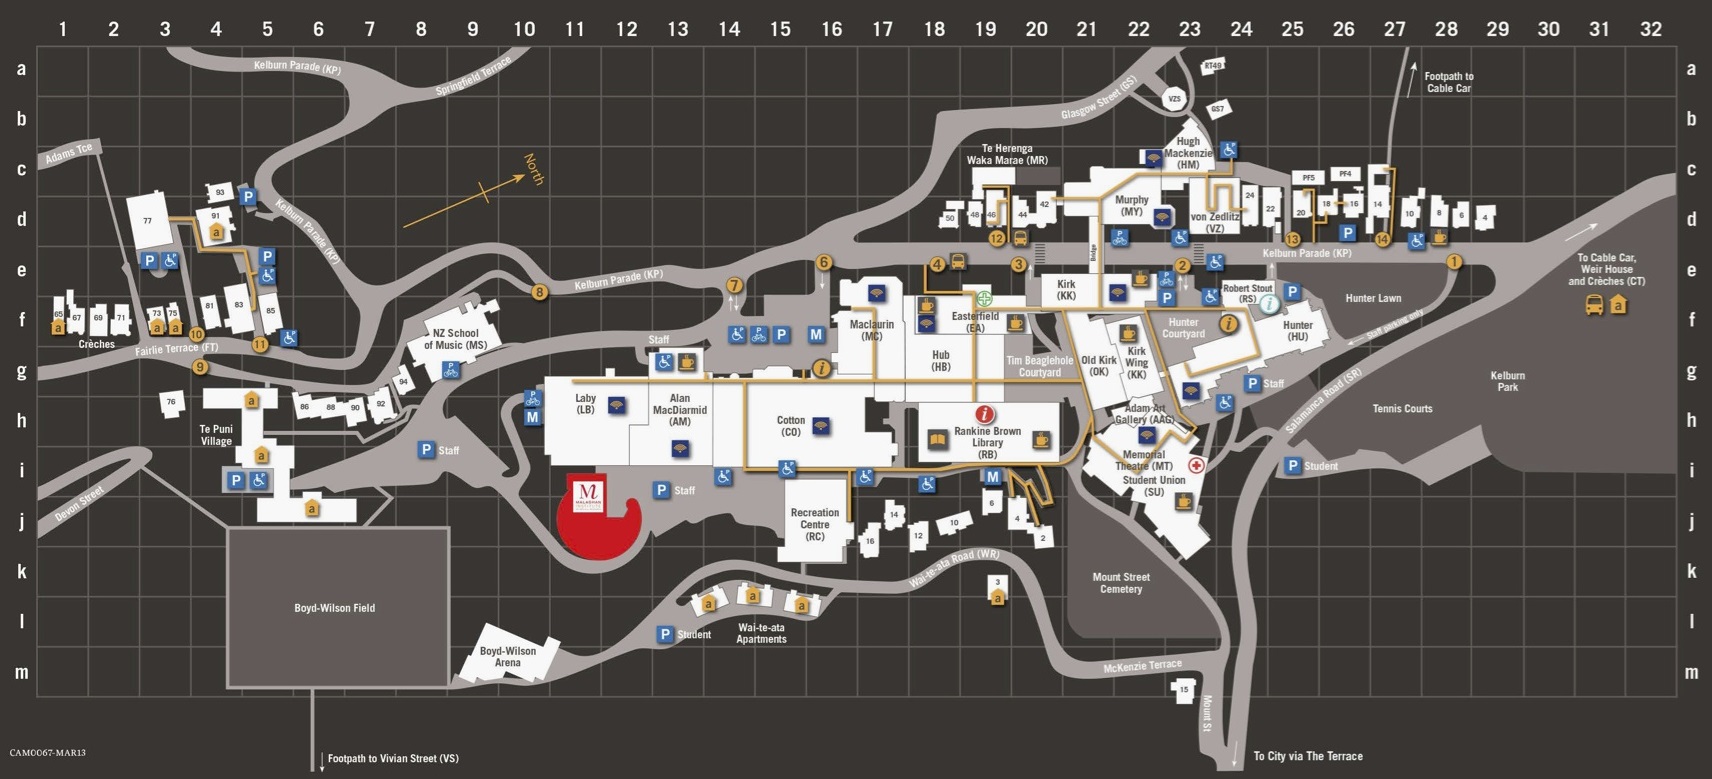 1 2 3 4 5 6 7 8 9 10 11 12 13 14 15 16 17 18 19 20 21 22 23 24 25 26 27 28 29 30 31 32
a
b
c
d
e
f
g
h
i
j
k
l
m
a
b
c
d
e
f
g
h
i
j
k
l
m
Kelburn Parade (KP)
Springfield Terrace
Glasgow Street (GS)
RT49
VZS
GS7
Footpath to
Cable Car
Adams Tce
North
Te Herenga
Waka Marae (MR)
Hugh
Mackenzie
(HM)
PF5
PF4
93
P
77
91
a
Kelburn Parade (KP)
50
48
46
44
42
Murphy
(MY)
von Zedlitz
(VZ)
24
22
20
18
16
14
10
8
6
4
12
13
P
14
Bridge
Kelburn Parade (KP)
P
P
6
4
3
2
1
To Cable Car,
Weir House
and Crèches (CT)
a
8
Kelburn Parade (KP)
7
Kirk
(KK)
P
Robert Stout
(RS)
i
P
Hunter Lawn
65
67
69
71
73
75
81
83
85
a
a
a
10
11
Crèches
Fairlie Terrace (FT)
9
NZ School
of Music (MS)
Staff
P
M
Maclaurin
(MC)
Easterfield
(EA)
Hub
(HB)
Tim Beaglehole
Courtyard
Old Kirk
(OK)
Kirk
Wing
(KK)
Hunter
Courtyard
i
Hunter
(HU)
Staff parking only
i
P
Staff
Kelburn
Park
94
76
a
86
88
90
92
M
Laby
(LB)
Alan
MacDiarmid
(AM)
Cotton
(CO)
i
Rankine Brown
Library
(RB)
Adam Art
Gallery (AAG)
Salamanca Road (SR)
Tennis Courts
Te Puni
Village
a
P
Staff
Memorial
Theatre (MT)
Student Union
(SU)
P
Student
P
M
P
Staff
M
Devon Street
a
Recreation
Centre
(RC)
14
16
12
10
6
4
2
Wai-te-ata Road (WR)
3
a
Mount Street
Cemetery
Boyd-Wilson Field
a
a
a
Wai-te-ata
Apartments
P
Student
Boyd-Wilson
Arena
McKenzie Terrace
15
Mount St
CAM0067-MAR13
Footpath to Vivian Street (VS)
To City via The Terrace